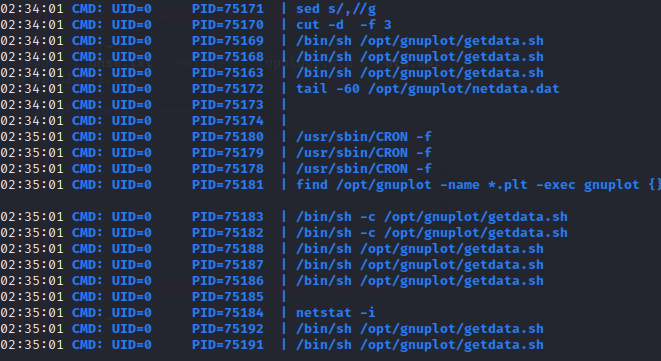 02:34:01 CMD: UID=0 PID=75171 | sed s/,//g
02:34:01 CMD: UID=0 PID=75170 | cut -d -f 3
02:34:01 CMD: UID=0 PID=75169 | /bin/sh /opt/gnuplot/getdata.sh
02:34:01 CMD: UID=0 PID=75168 | /bin/sh /opt/gnuplot/getdata.sh
02:34:01 CMD: UID=0 PID=75163 | /bin/sh /opt/gnuplot/getdata.sh
02:34:01 CMD: UID=0 PID=75172 | tail -60 /opt/gnuplot/netdata.dat
02:34:01 CMD: UID=0 PID=75173 |
02:34:01 CMD: UID=0 PID=75174 |
02:35:01 CMD: UID=0 PID=75180 | /usr/sbin/CRON -f
02:35:01 CMD: UID=0 PID=75179 | /usr/sbin/CRON -f
02:35:01 CMD: UID=0 PID=75178 | /usr/sbin/CRON -f
02:35:01 CMD: UID=0 PID=75181 | find /opt/gnuplot -name *.plt -exec gnuplot {}
02:35:01 CMD: UID=0 PID=75183 | /bin/sh -c /opt/gnuplot/getdata.sh
02:35:01 CMD: UID=0 PID=75182 | /bin/sh -c /opt/gnuplot/getdata.sh
02:35:01 CMD: UID=0 PID=75188 | /bin/sh /opt/gnuplot/getdata.sh
02:35:01 CMD: UID=0 PID=75187 | /bin/sh /opt/gnuplot/getdata.sh
02:35:01 CMD: UID=0 PID=75186 | /bin/sh /opt/gnuplot/getdata.sh
02:35:01 CMD: UID=0 PID=75185 |
02:35:01 CMD: UID=0 PID=75184 | netstat -i
02:35:01 CMD: UID=0 PID=75192 | /bin/sh /opt/gnuplot/getdata.sh
02:35:01 CMD: UID=0 PID=75191 | /bin/sh /opt/gnuplot/getdata.sh